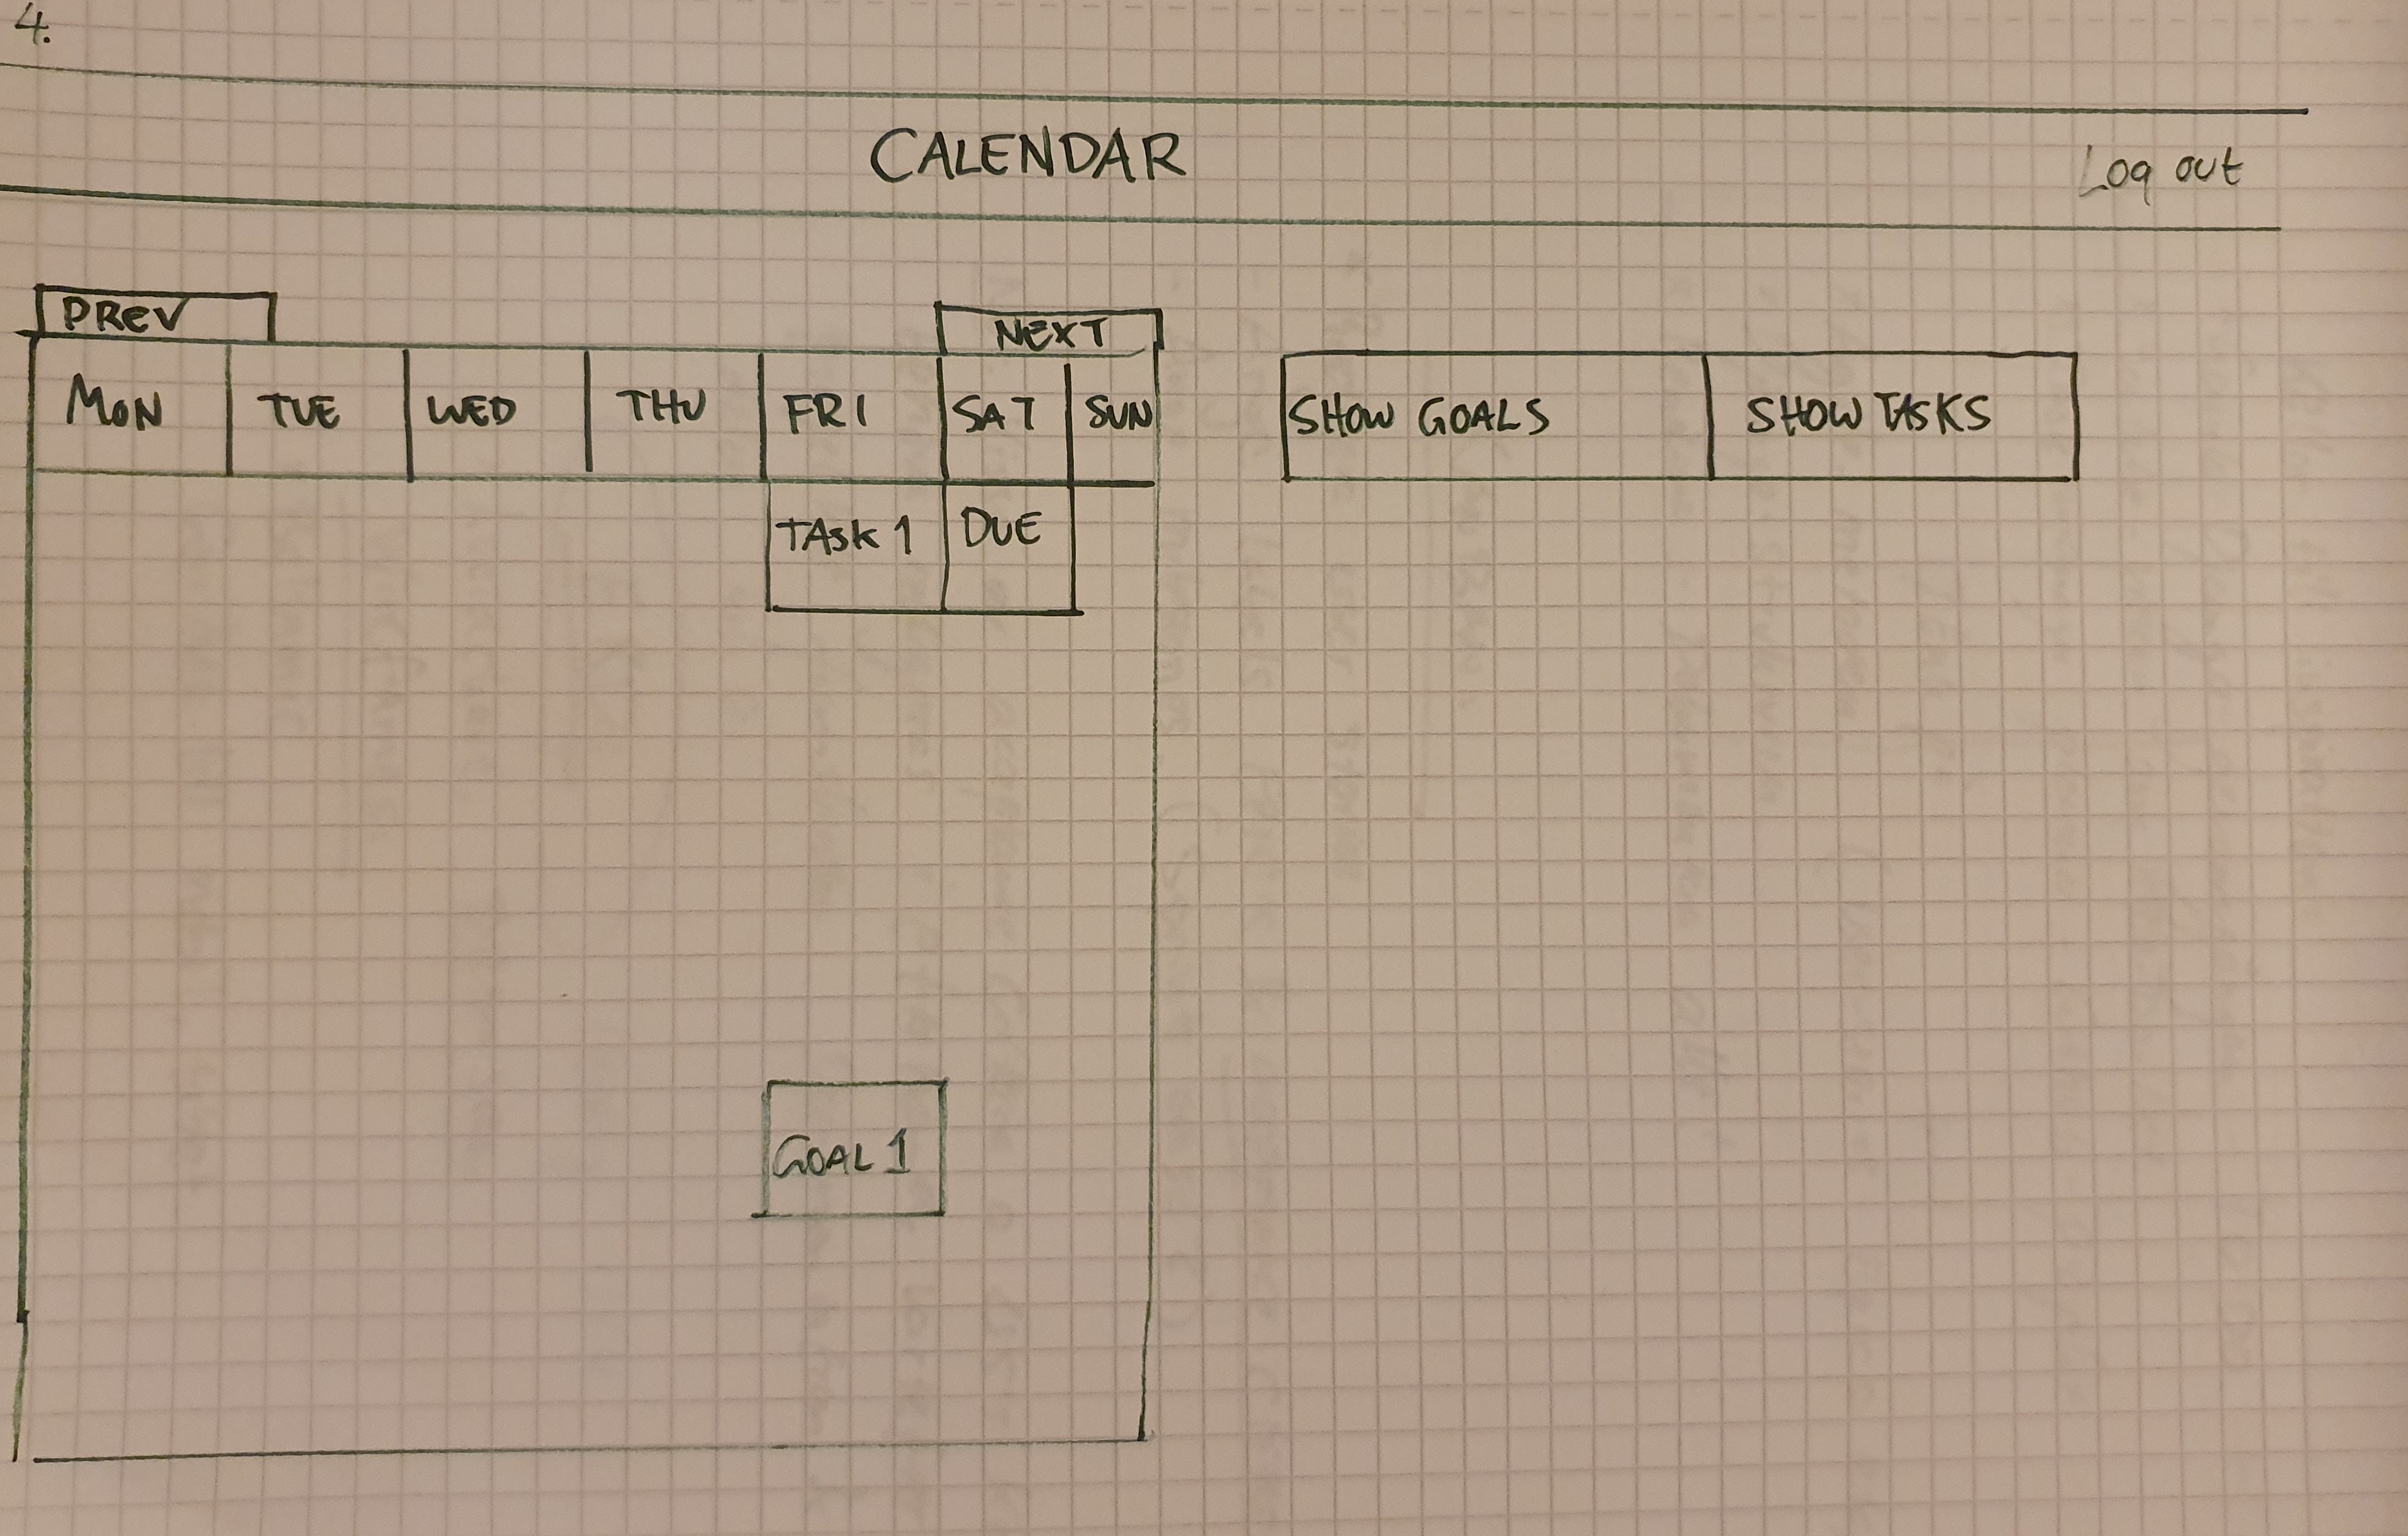 4.
CALENDAR
Log out
PREV
NEXT
MON TUE WED THU FRI SAT SUN
SHOW GOALS SHOW TASKS
TASK 1 DUE
GOAL 1